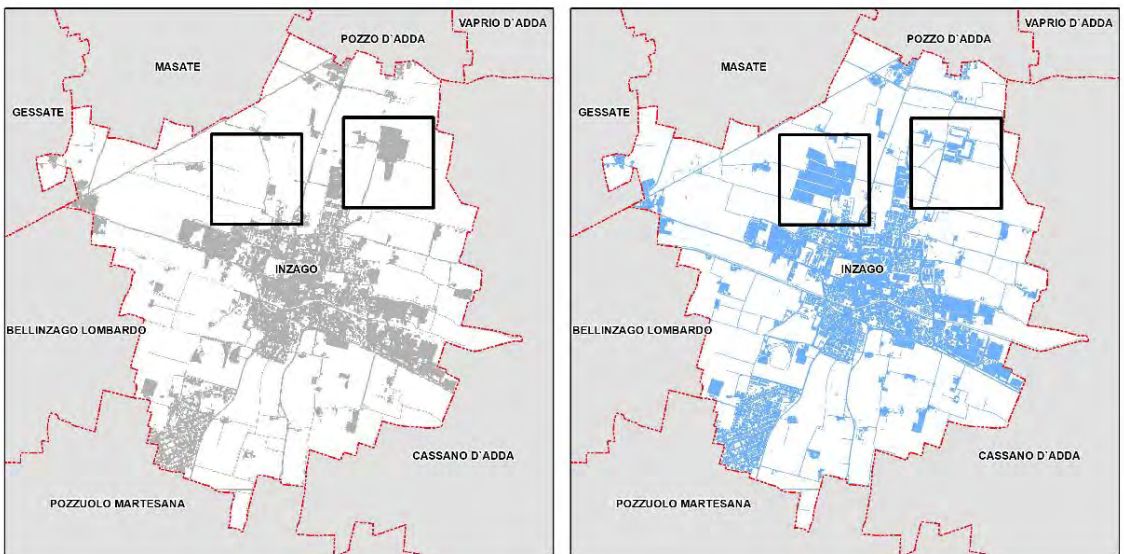 VAPRIO D`ADDA
POZZO D`ADDA
MASATE
GESSATE
INZAGO
BELLINZAGO LOMBARDO
CASSANO D`ADDA
POZZUOLO MARTESANA
VAPRIO D`ADDA
POZZO D`ADDA
MASATE
GESSATE
INZAGO
BELLINZAGO LOMBARDO
CASSANO D`ADDA
POZZUOLO MARTESANA